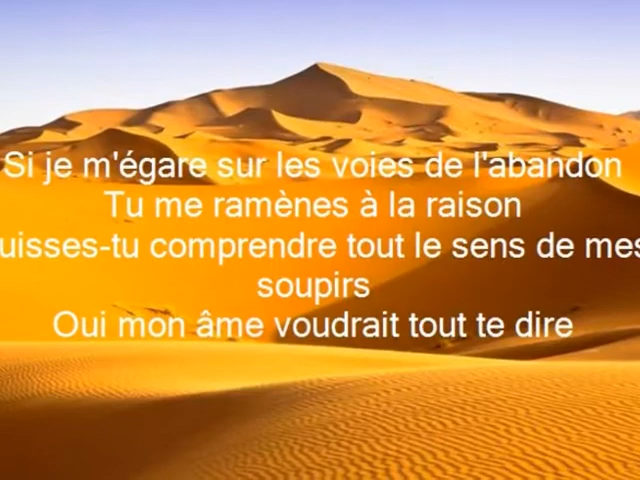 Si je m'égare sur les voies de l'abandon
Tu me ramènes à la raison
uisses-tu comprendre tout le sens de mes
soupirs
Oui mon âme voudrait tout te dire